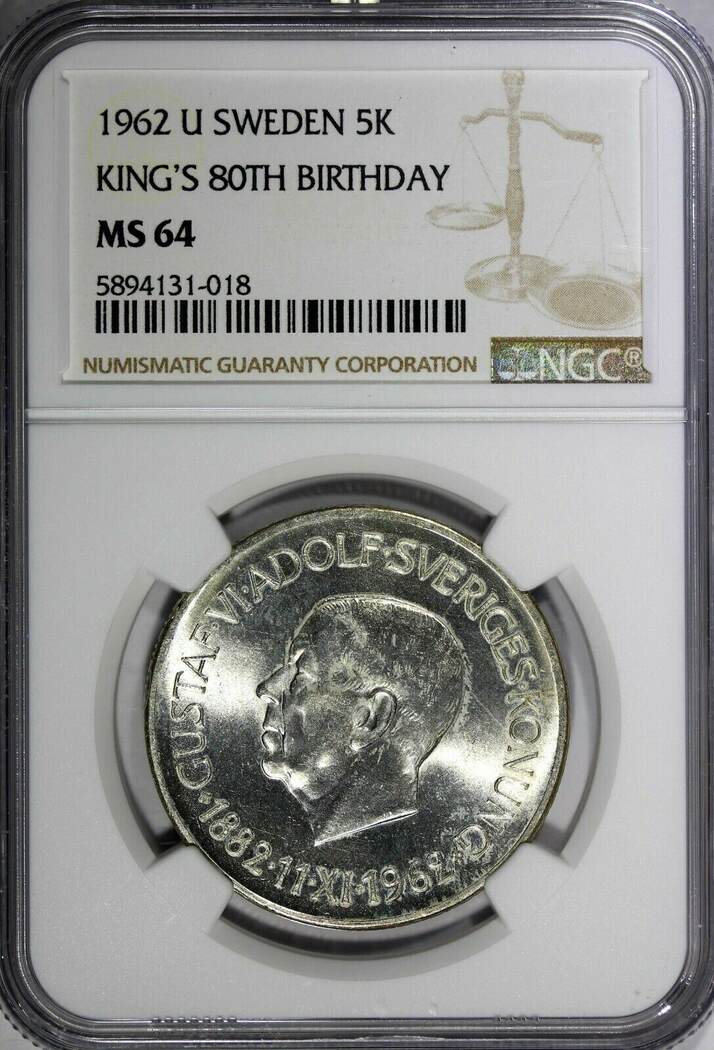 1962 U SWEDEN 5K
KING'S 80TH BIRTHDAY
MS 64
5894131-018
NUMISMATIC GUARANTY CORPORATION
NGC®
GUSTAF·VI·ADOLF·SVERIGES·KONUNG
·1882·11·XI·1962·